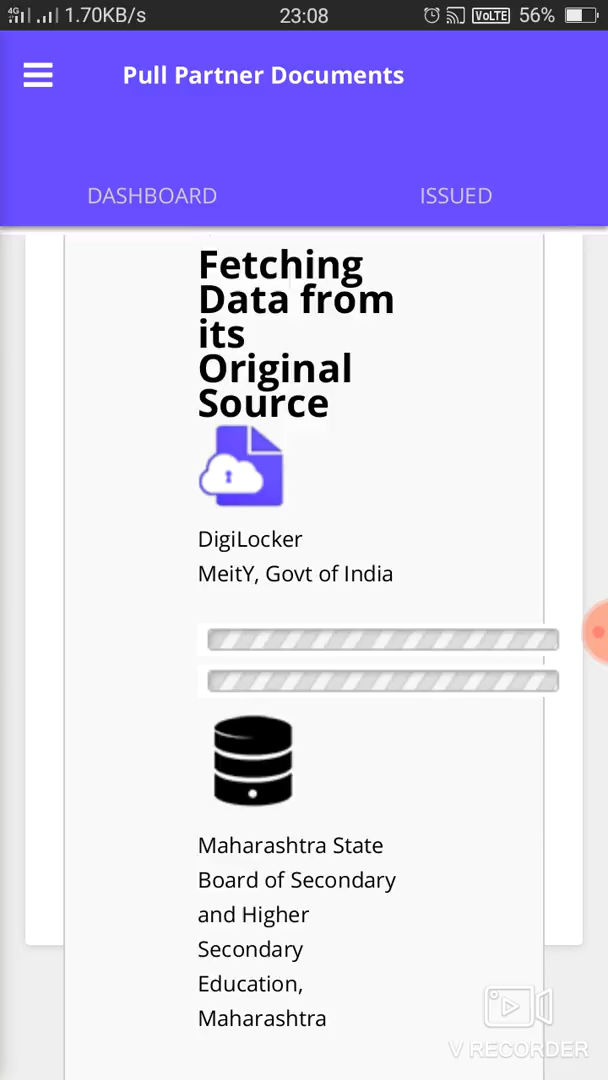 4G 1.70KB/s 23:08 VoLTE 56%
Pull Partner Documents
DASHBOARD ISSUED
Fetching
Data from
its
Original
Source
DigiLocker
MeitY, Govt of India
Maharashtra State
Board of Secondary
and Higher
Secondary
Education,
Maharashtra
V RECORDER